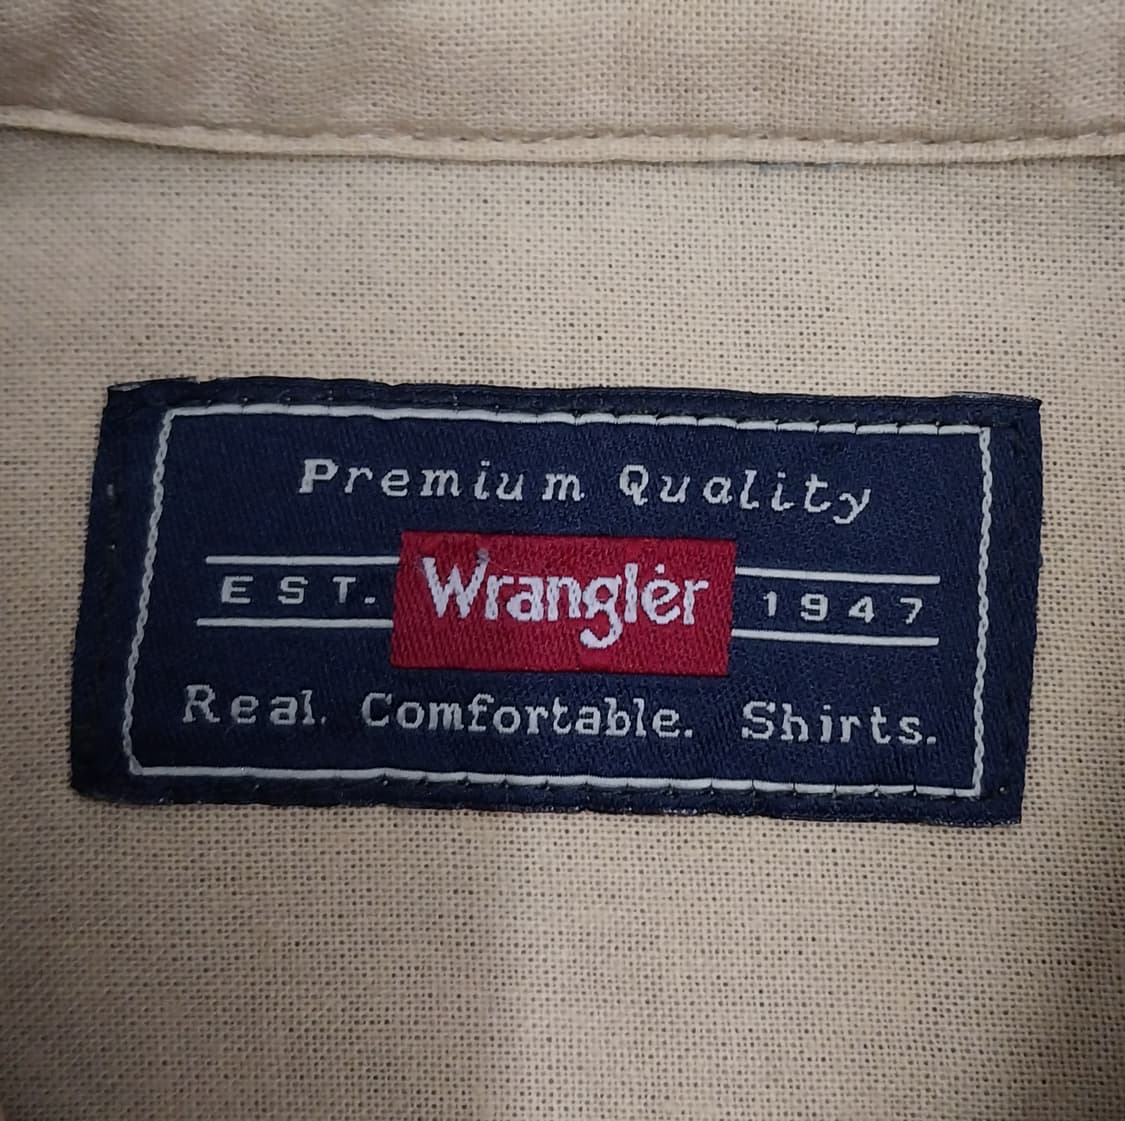 Premium Quality
EST. Wrangler 1947
Real. Comfortable. Shirts.